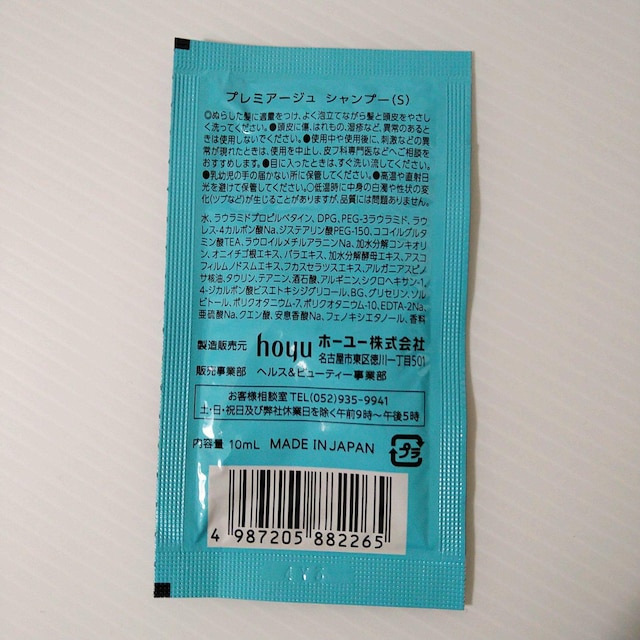 プレミアージュ シャンプー(S)
◎ぬらした髪に適量をつけ、よく泡立てながら髪と頭皮をやさし
く洗ってください。●頭皮に傷、はれもの、湿疹など、異常のあると
きは使用しないでください。●使用中や使用後に、刺激などの異
常が現れたときは、使用を中止し、皮フ科専門医などへご相談を
おすすめします。●目に入ったときは、すぐ洗い流してください。
●乳幼児の手の届かない所に保管してください。●高温や直射日
光を避けて保管してください。○低温時に中身の白濁や性状の変
化(ツブなど)が生じることがありますが、品質には問題ありません。
水、ラウラミドプロピルベタイン、DPG、PEG-3ラウラミド、ラウ
レス-4カルボン酸Na、ジステアリン酸PEG-150、ココイルグルタ
ミン酸TEA、ラウロイルメチルアラニンNa、加水分解コンキオリ
ン、オニイチゴ根エキス、バラエキス、加水分解酵母エキス、アスコ
フィルムノドスムエキス、フカスセラツスエキス、アルガニアスピノ
サ核油、タウリン、テアニン、酒石酸、アルギニン、シクロヘキサン-1,
4-ジカルボン酸ビスエトキシジグリコール、BG、グリセリン、ソル
ビトール、ポリクオタニウム-7、ポリクオタニウム-10、EDTA-2Na、
亜硫酸Na、クエン酸、安息香酸Na、フェノキシエタノール、香料
製造販売元 hoyu ホーユー株式会社
名古屋市東区徳川一丁目501
販売事業部 ヘルス&ビューティー事業部
お客様相談室 TEL(052)935-9941
土・日・祝日及び弊社休業日を除く午前9時〜午後5時
内容量 10mL MADE IN JAPAN プラ
4 987205 882265